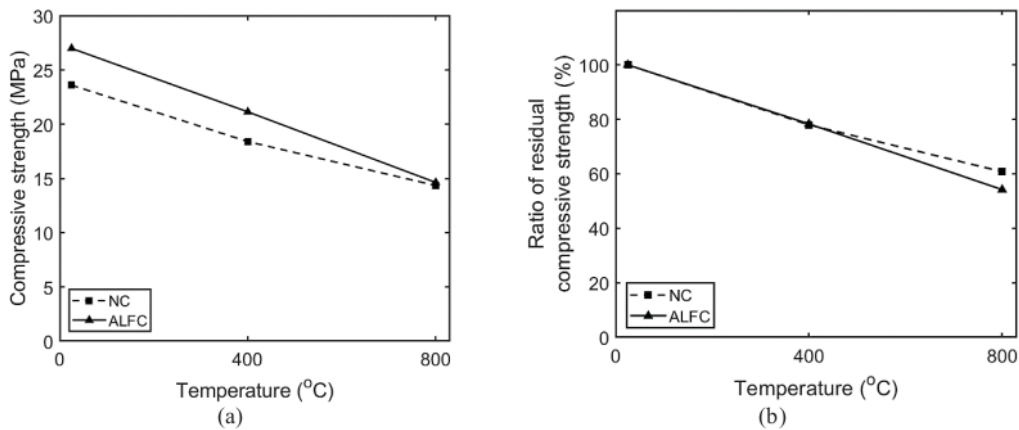 30
25
20
15
10
5
0
Compressive strength (MPa)
NC
ALFC
0 400 800
Temperature (°C)
(a)
100
80
60
40
20
0
Ratio of residual
compressive strength (%)
NC
ALFC
0 400 800
Temperature (°C)
(b)